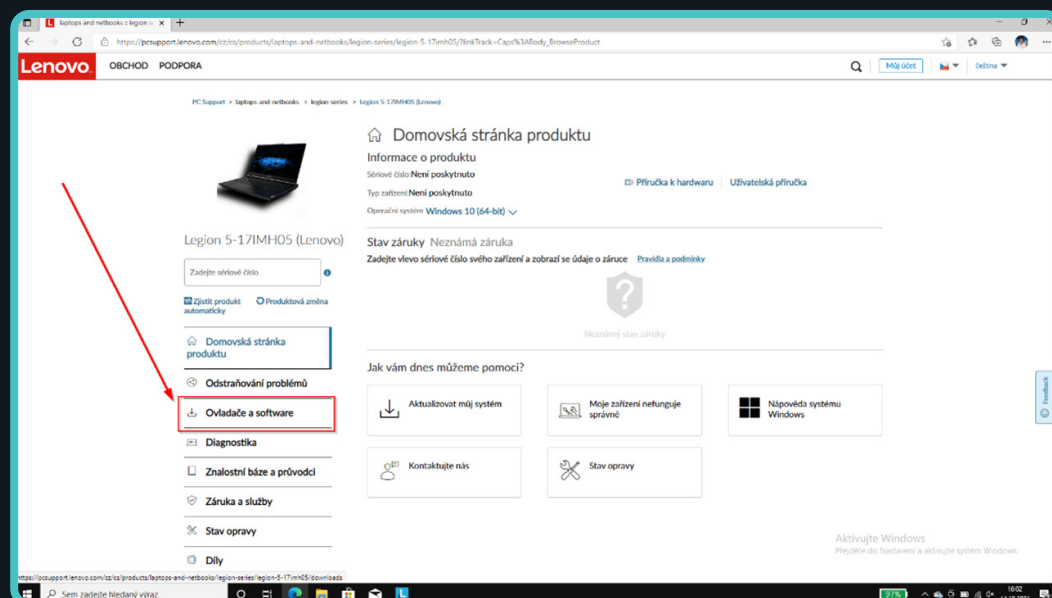 laptops and netbooks :: legion s
https://pcsupport.lenovo.com/cz/cs/products/laptops-and-netbooks/legion-series/legion-5-17imh05/?linkTrack=Caps%3ABody_BrowseProduct
Lenovo.
OBCHOD PODPORA
Můj účet
čeština
PC Support > laptops and netbooks > legion-series > Legion 5-17IMH05 (Lenovo)
Domovská stránka produktu
Informace o produktu
Sériové číslo: Není poskytnuto
Typ zařízení: Není poskytnuto
Operační systém Windows 10 (64-bit)
Příručka k hardwaru
Uživatelská příručka
Legion 5-17IMH05 (Lenovo)
Zadejte sériové číslo
Zjistit produkt automaticky
Produktová změna
Stav záruky Neznámá záruka
Zadejte vlevo sériové číslo svého zařízení a zobrazí se údaje o záruce Pravidla a podmínky
Neznámý stav záruky
Domovská stránka
produktu
Odstraňování problémů
Ovladače a software
Diagnostika
Znalostní báze a průvodci
Záruka a služby
Stav opravy
Díly
Jak vám dnes můžeme pomoci?
Aktualizovat můj systém
Moje zařízení nefunguje
správně
Nápověda systému
Windows
Kontaktujte nás
Stav opravy
Feedback
Aktivujte Windows
Přejděte do Nastavení a aktivujte systém Windows.
https://pcsupport.lenovo.com/cz/cs/products/laptops-and-netbooks/legion-series/legion-5-17imh05/downloads
Sem zadejte hledaný výraz
97%
16:02